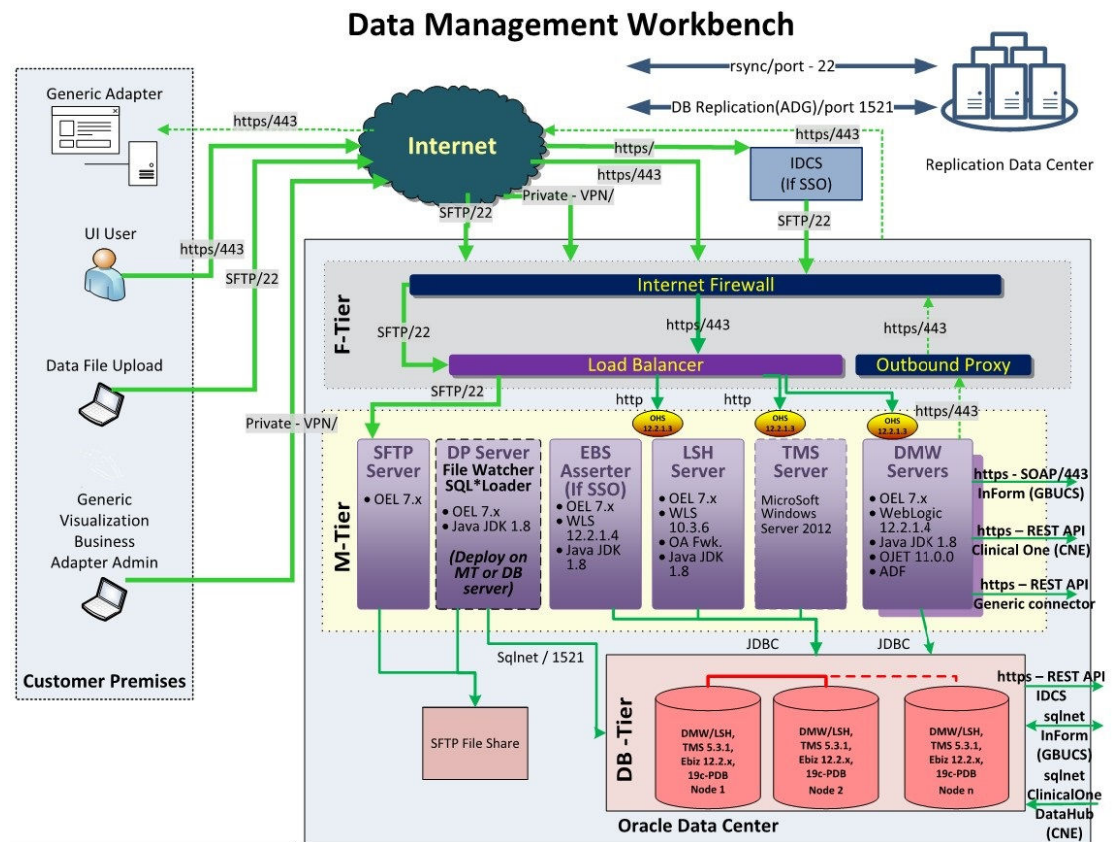 Data Management Workbench
Generic Adapter
https/443
Internet
https/
https/443
Private - VPN/
SFTP/22
rsync/port - 22
DB Replication(ADG)/port 1521
https/443
IDCS
(If SSO)
SFTP/22
Replication Data Center
UI User
https/443
SFTP/22
Data File Upload
Private - VPN/
Generic
Visualization
Business
Adapter Admin
Customer Premises
F-Tier
Internet Firewall
SFTP/22
https/443
https/443
Load Balancer
Outbound Proxy
SFTP/22
http
http
https/443
OHS
12.2.1.3
OHS
12.2.1.3
OHS
12.2.1.3
M-Tier
SFTP
Server
• OEL 7.x
DP Server
File Watcher
SQL*Loader
• OEL 7.x
• Java JDK 1.8
(Deploy on
MT or DB
server)
EBS
Asserter
(If SSO)
• OEL 7.x
• WLS
12.2.1.4
• Java JDK
1.8
LSH
Server
• OEL 7.x
• WLS
10.3.6
• OA Fwk.
• Java JDK
1.8
TMS
Server
MicroSoft
Windows
Server 2012
DMW
Servers
• OEL 7.x
• WebLogic
12.2.1.4
• Java JDK 1.8
• OJET 11.0.0
• ADF
https - SOAP/443
InForm (GBUCS)
https – REST API
Clinical One (CNE)
https – REST API
Generic connector
Sqlnet / 1521
JDBC
JDBC
SFTP File Share
DB -Tier
DMW/LSH,
TMS 5.3.1,
Ebiz 12.2.x,
19c-PDB
Node 1
DMW/LSH,
TMS 5.3.1,
Ebiz 12.2.x,
19c-PDB
Node 2
DMW/LSH,
TMS 5.3.1,
Ebiz 12.2.x,
19c-PDB
Node n
https – REST API
IDCS
sqlnet
InForm
(GBUCS)
sqlnet
ClinicalOne
DataHub
(CNE)
Oracle Data Center